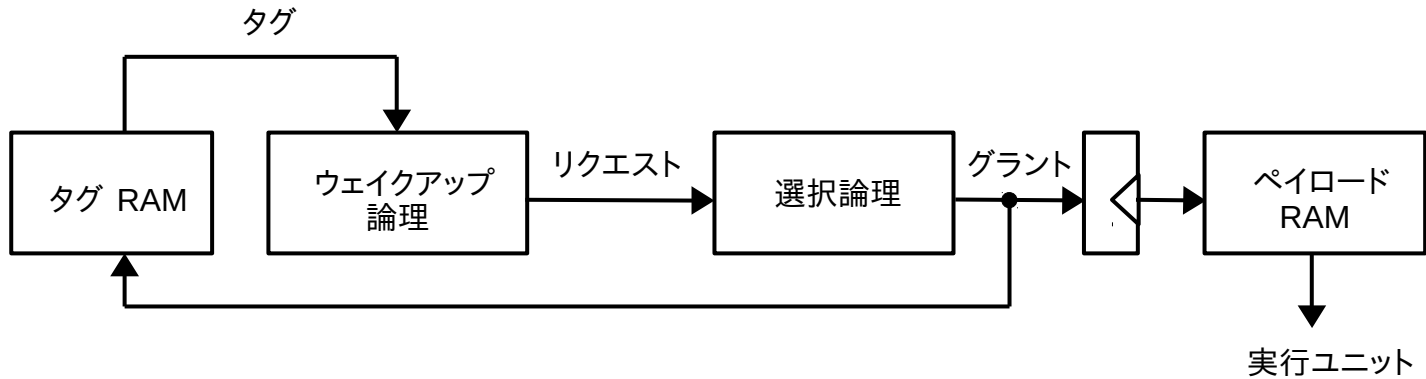 タグ
タグ RAM
ウェイクアップ
論理
リクエスト
選択論理
グラント
ペイロード
RAM
実行ユニット